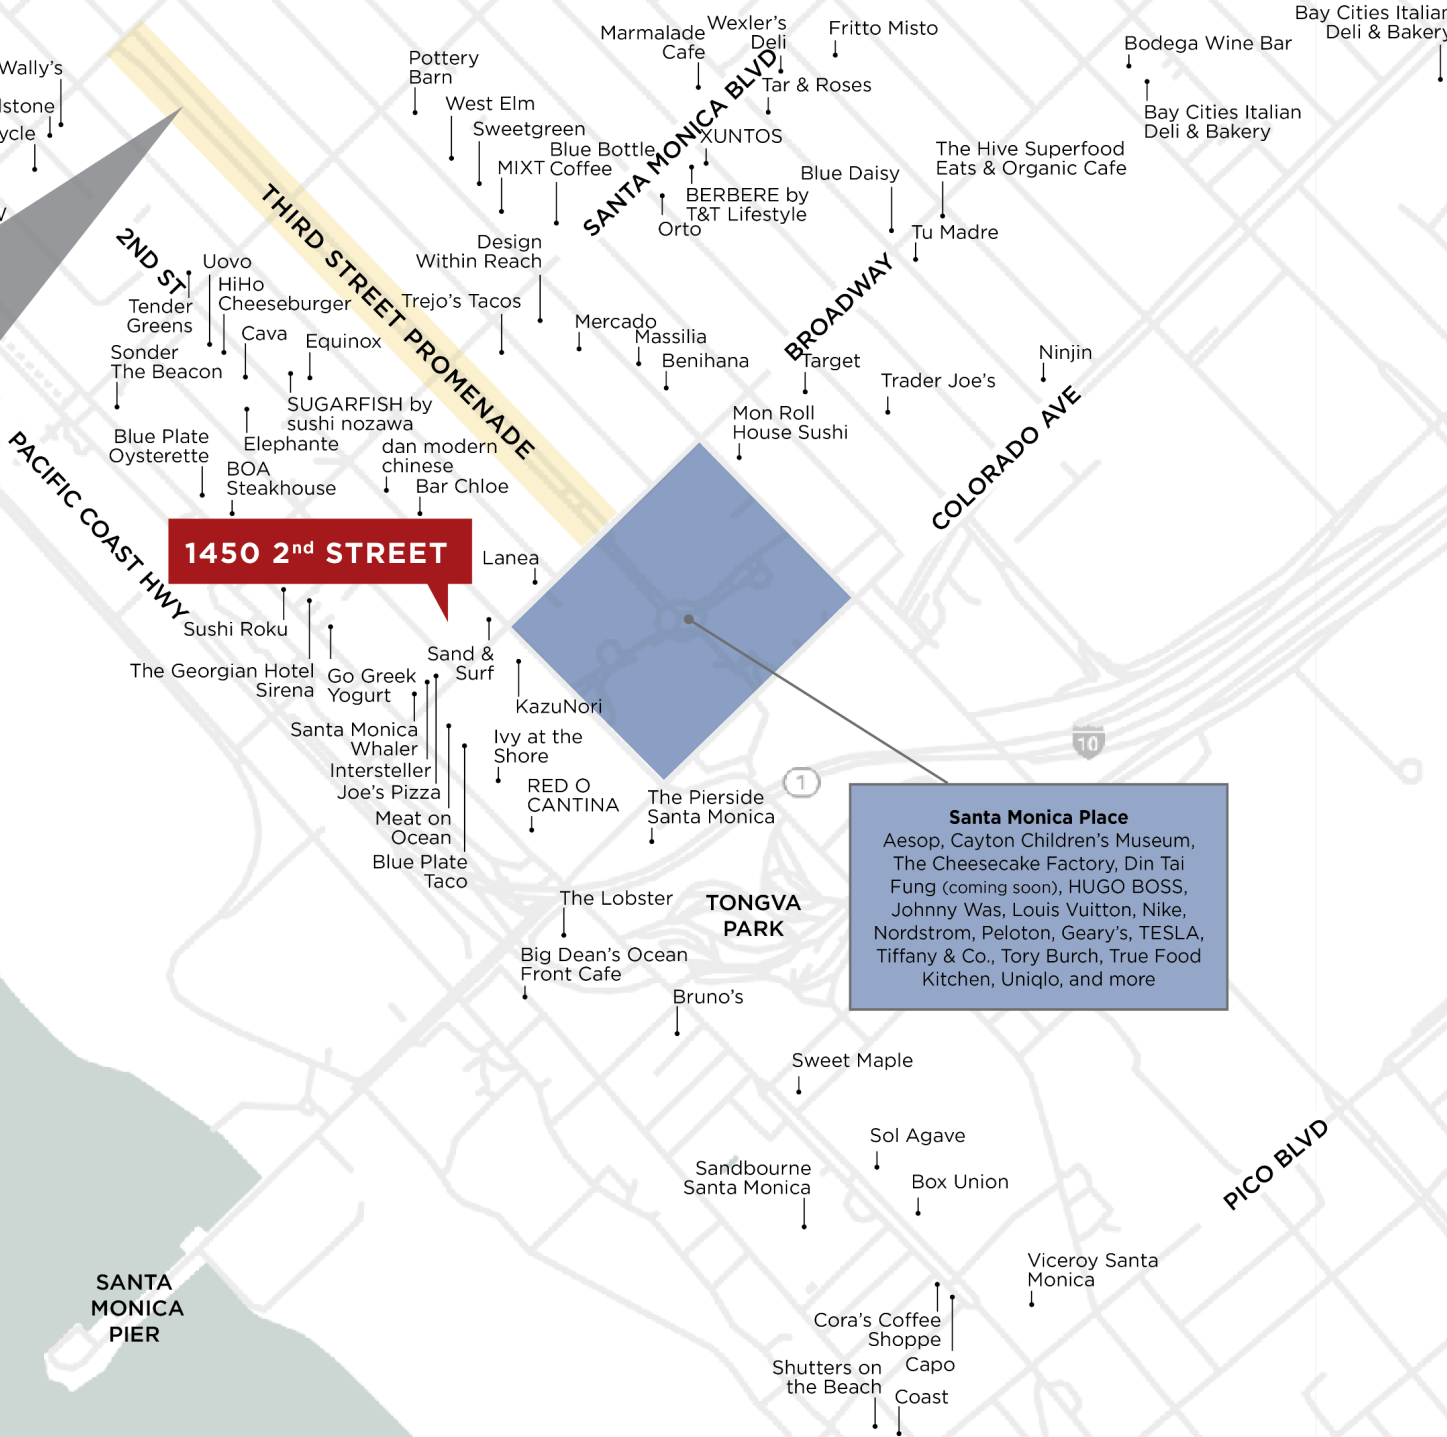 Wally's
lstone
ycle
Pottery
Barn
West Elm
Sweetgreen
MIXT
Blue Bottle
Coffee
Marmalade
Cafe
Wexler's
Deli
Fritto Misto
Tar & Roses
SANTA MONICA BLVD
XUNTOS
BERBERE by
T&T Lifestyle
Orto
Blue Daisy
The Hive Superfood
Eats & Organic Cafe
Tu Madre
Bodega Wine Bar
Bay Cities Italian
Deli & Bakery
Bay Cities Italian
Deli & Bakery
THIRD STREET PROMENADE
2ND ST
Uovo
HiHo
Cheeseburger
Tender
Greens
Cava
Equinox
Sonder
The Beacon
SUGARFISH by
sushi nozawa
Elephante
Blue Plate
Oysterette
BOA
Steakhouse
dan modern
chinese
Bar Chloe
Design
Within Reach
Trejo's Tacos
Mercado
Massilia
Benihana
BROADWAY
Target
Trader Joe's
Ninjin
Mon Roll
House Sushi
COLORADO AVE
PACIFIC COAST HWY
1450 2nd STREET
Lanea
Sushi Roku
The Georgian Hotel
Sirena
Go Greek
Yogurt
Sand &
Surf
KazuNori
Santa Monica
Whaler
Intersteller
Joe's Pizza
Meat on
Ocean
Blue Plate
Taco
Ivy at the
Shore
RED O
CANTINA
The Pierside
Santa Monica
1
10
Santa Monica Place
Aesop, Cayton Children's Museum,
The Cheesecake Factory, Din Tai
Fung (coming soon), HUGO BOSS,
Johnny Was, Louis Vuitton, Nike,
Nordstrom, Peloton, Geary's, TESLA,
Tiffany & Co., Tory Burch, True Food
Kitchen, Uniqlo, and more
The Lobster
TONGVA
PARK
Big Dean's Ocean
Front Cafe
Bruno's
Sweet Maple
Sol Agave
Sandbourne
Santa Monica
Box Union
PICO BLVD
Viceroy Santa
Monica
Cora's Coffee
Shoppe
Capo
Shutters on
the Beach
Coast
SANTA
MONICA
PIER